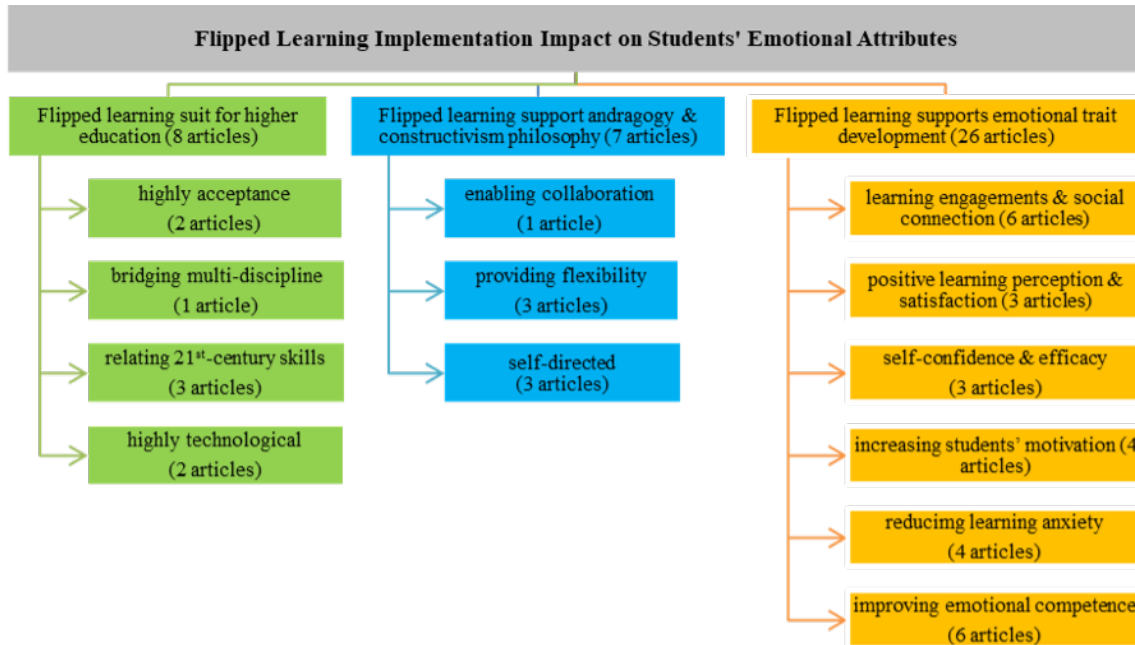 Flipped Learning Implementation Impact on Students' Emotional Attributes
Flipped learning suit for higher
education (8 articles)
highly acceptance
(2 articles)
bridging multi-discipline
(1 article)
relating 21st-century skills
(3 articles)
highly technological
(2 articles)
Flipped learning support andragogy &
constructivism philosophy (7 articles)
enabling collaboration
(1 article)
providing flexibility
(3 articles)
self-directed
(3 articles)
Flipped learning supports emotional trait
development (26 articles)
learning engagements & social
connection (6 articles)
positive learning perception &
satisfaction (3 articles)
self-confidence & efficacy
(3 articles)
increasing students’ motivation (4
articles)
reducimg learning anxiety
(4 articles)
improving emotional competence
(6 articles)